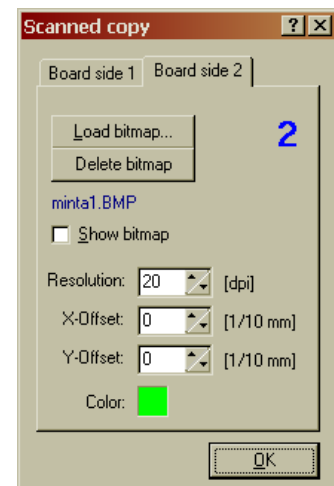 Scanned copy ? ×
Board side 1 Board side 2
Load bitmap...
2
Delete bitmap
minta1.BMP
Show bitmap
Resolution: 20 [dpi]
X-Offset: 0 [1/10 mm]
Y-Offset: 0 [1/10 mm]
Color:
OK